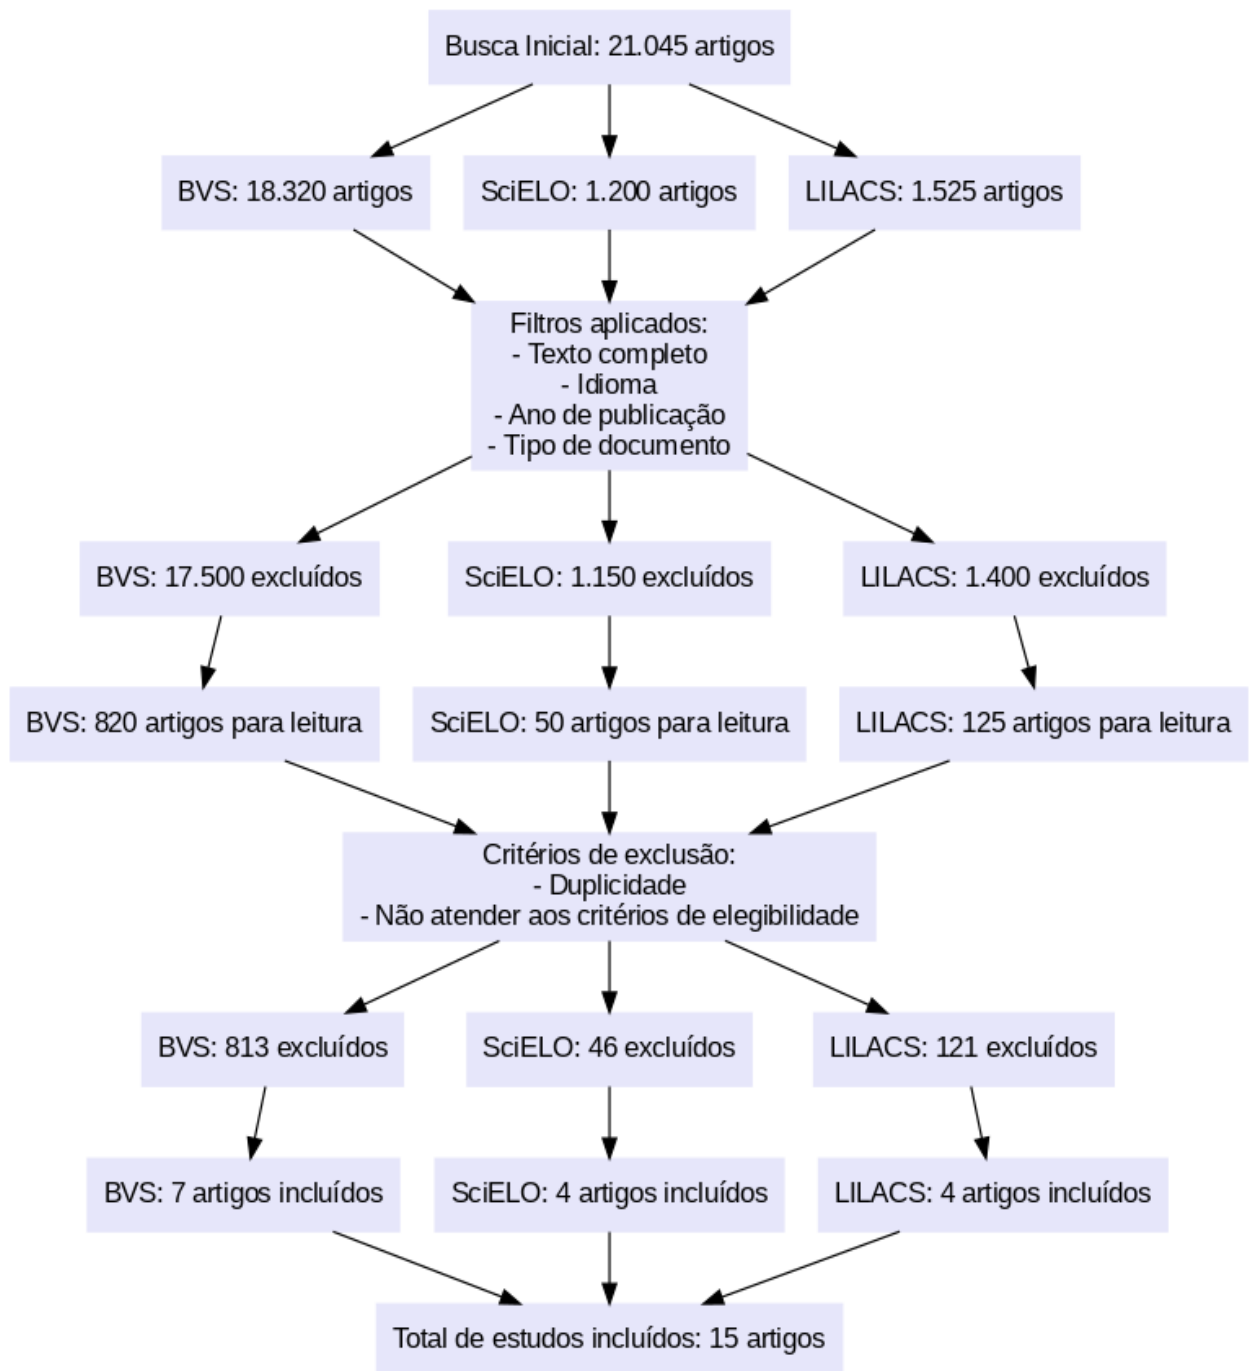 Busca Inicial: 21.045 artigos
BVS: 18.320 artigos
SciELO: 1.200 artigos
LILACS: 1.525 artigos
Filtros aplicados:
- Texto completo
- Idioma
- Ano de publicação
- Tipo de documento
BVS: 17.500 excluídos
SciELO: 1.150 excluídos
LILACS: 1.400 excluídos
BVS: 820 artigos para leitura
SciELO: 50 artigos para leitura
LILACS: 125 artigos para leitura
Critérios de exclusão:
- Duplicidade
- Não atender aos critérios de elegibilidade
BVS: 813 excluídos
SciELO: 46 excluídos
LILACS: 121 excluídos
BVS: 7 artigos incluídos
SciELO: 4 artigos incluídos
LILACS: 4 artigos incluídos
Total de estudos incluídos: 15 artigos